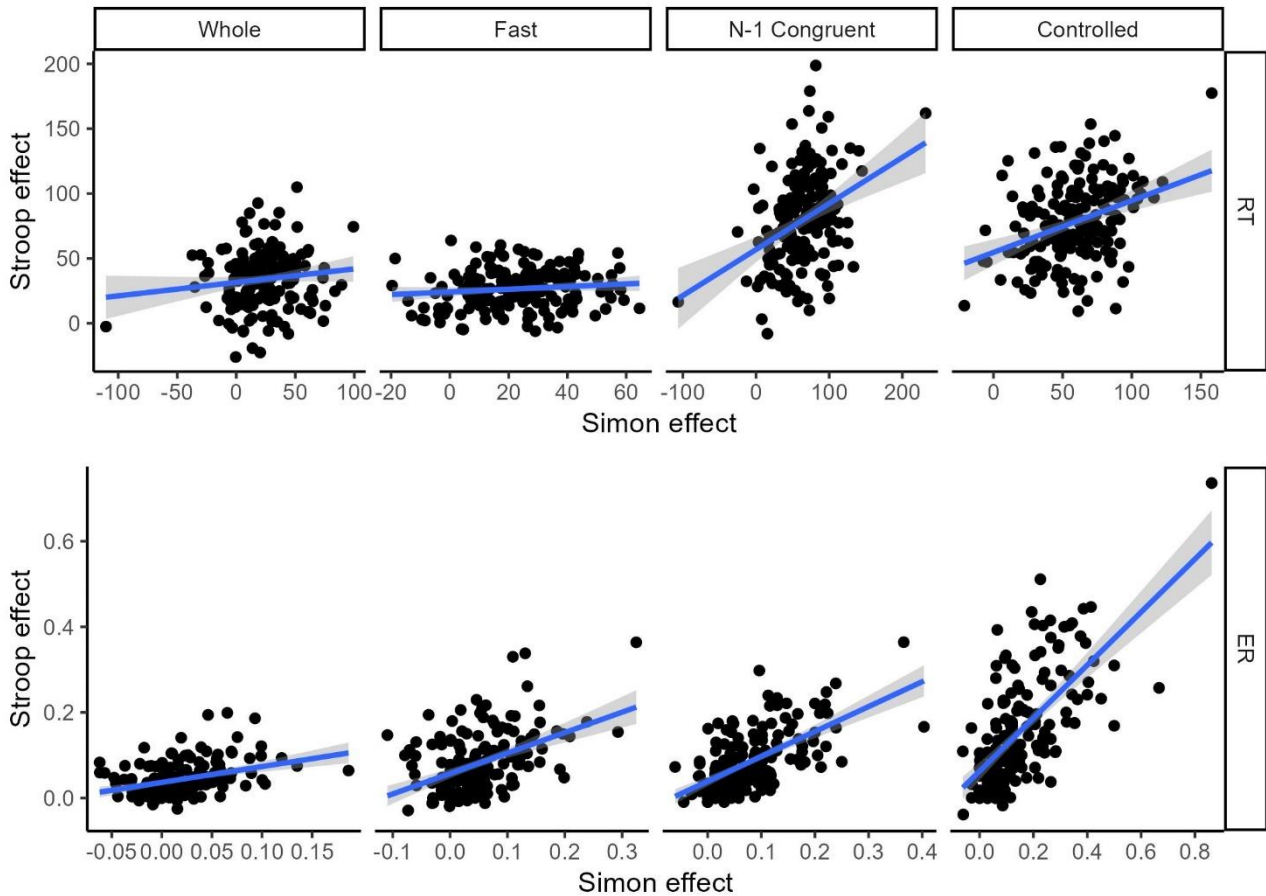 Whole Fast N-1 Congruent Controlled
200
150
100
50
0
Stroop effect
RT
-100 -50 0 50 100 -20 0 20 40 60 -100 0 100 200 0 50 100 150
Simon effect
0.6
0.4
0.2
0.0
Stroop effect
ER
-0.05 0.00 0.05 0.10 0.15 -0.1 0.0 0.1 0.2 0.3 0.0 0.1 0.2 0.3 0.4 0.0 0.2 0.4 0.6 0.8
Simon effect